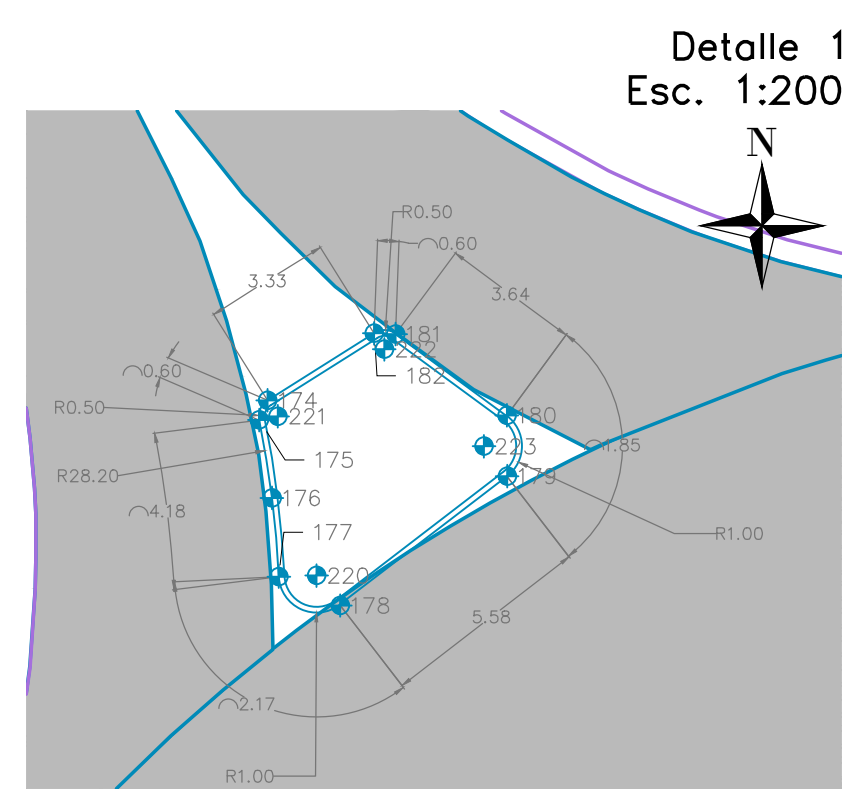 Detalle 1
Esc. 1:200
N
R0.50
⌒0.60
3.33
3.64
181
222
182
⌒0.60
174
R0.50
221
180
175
223
⌒1.85
R28.20
179
176
⌒4.18
177
R1.00
220
178
5.58
⌒2.17
R1.00